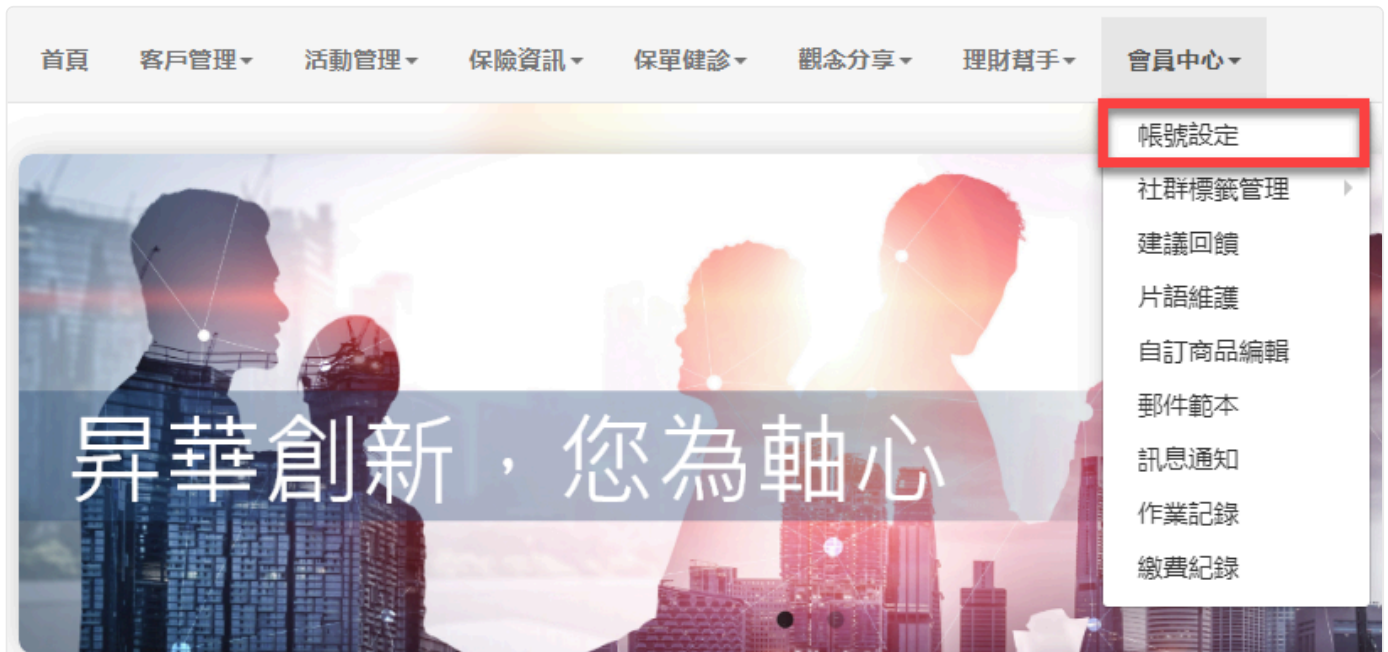 首頁 客戶管理 活動管理 保險資訊 保單健診 觀念分享 理財幫手 會員中心
帳號設定
社群標籤管理
建議回饋
片語維護
自訂商品編輯
郵件範本
訊息通知
作業記錄
繳費紀錄
昇華創新，您為軸心